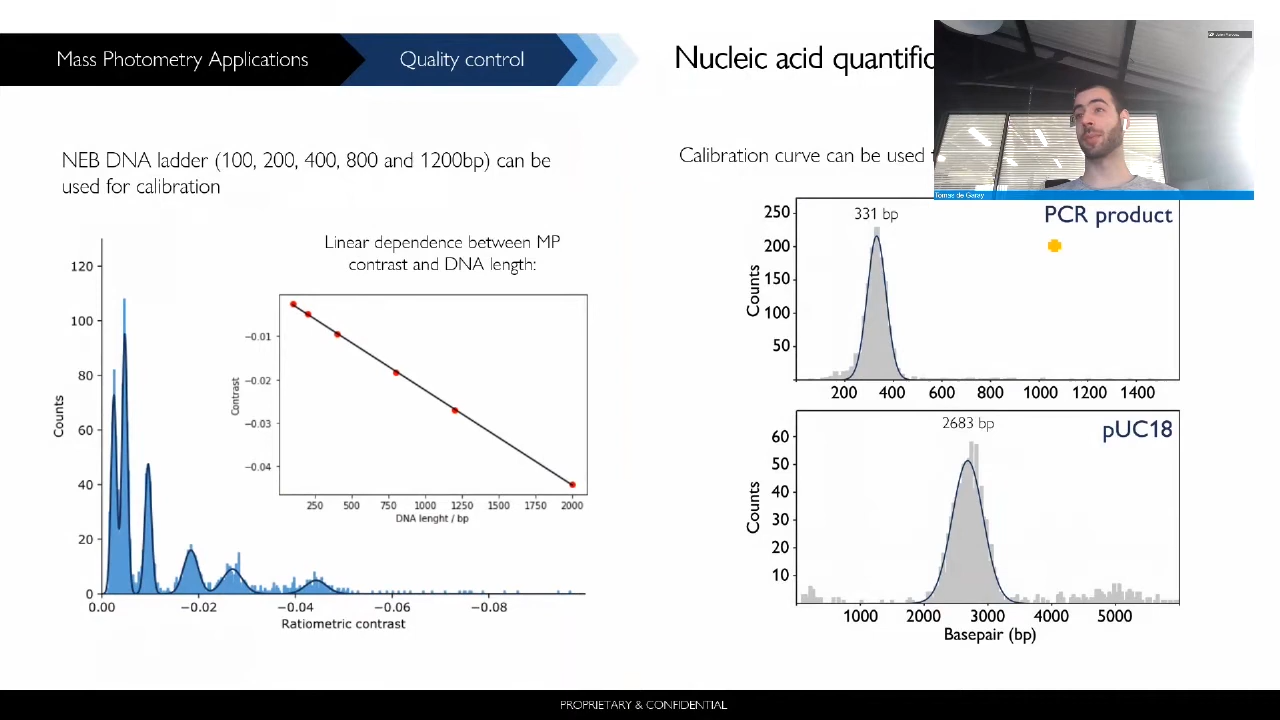 Mass Photometry Applications
Quality control
Nucleic acid
NEB DNA ladder (100, 200, 400, 800 and 1200bp) can be
used for calibration
Linear dependence between MP
contrast and DNA length:
120
100
80
60
40
20
0
Counts
0.00
−0.02
−0.04
−0.06
−0.08
Ratiometric contrast
−0.01
−0.02
−0.03
−0.04
Contrast
250
500
750
1000
1250
1500
1750
2000
DNA lenght / bp
Calibration curve can be used
Tomas de Garay
331 bp
PCR product
250
200
150
100
50
Counts
200
400
600
800
1000
1200
1400
2683 bp
pUC18
60
50
40
30
20
10
Counts
1000
2000
3000
4000
5000
Basepair (bp)
PROPRIETARY & CONFIDENTIAL